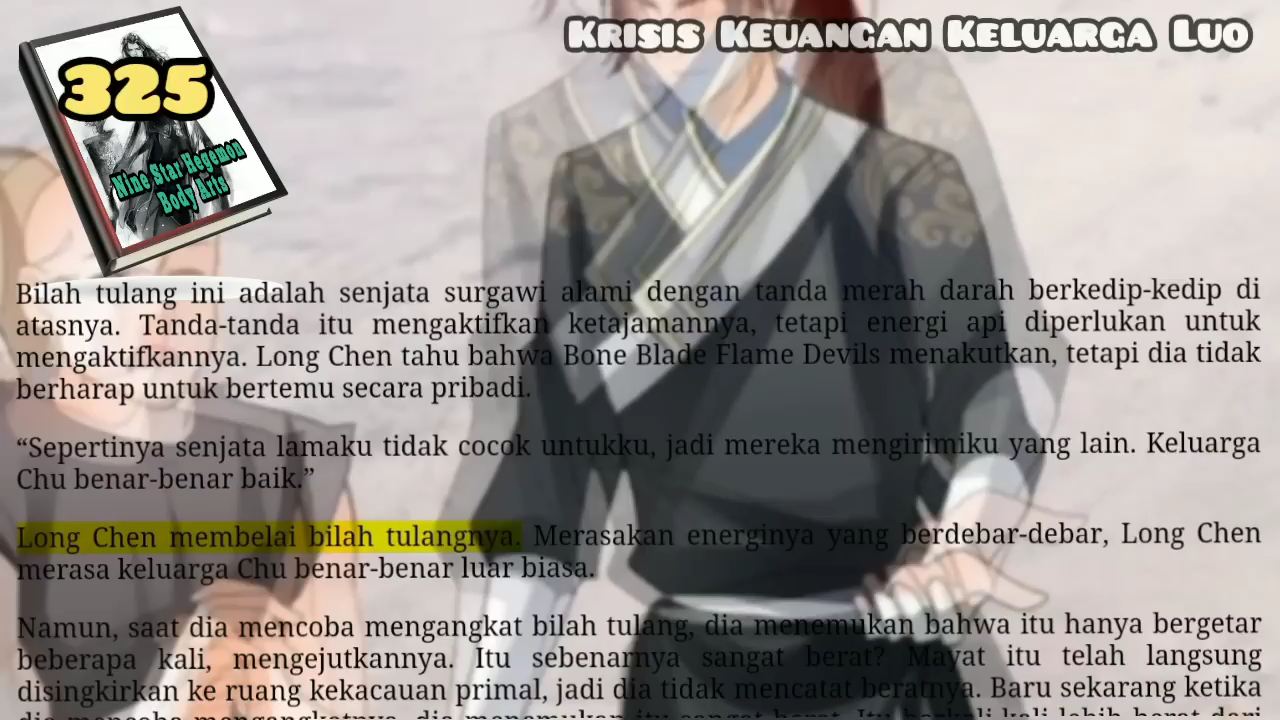 Krisis Keuangan Keluarga Luo
325
Nine Star Hegemon
Body Arts
Bilah tulang ini adalah senjata surgawi alami dengan tanda merah darah berkedip-kedip di
atasnya. Tanda-tanda itu mengaktifkan ketajamannya, tetapi energi api diperlukan untuk
mengaktifkannya. Long Chen tahu bahwa Bone Blade Flame Devils menakutkan, tetapi dia tidak
berharap untuk bertemu secara pribadi.
“Sepertinya senjata lamaku tidak cocok untukku, jadi mereka mengirimiku yang lain. Keluarga
Chu benar-benar baik.”
Long Chen membelai bilah tulangnya. Merasakan energinya yang berdebar-debar, Long Chen
merasa keluarga Chu benar-benar luar biasa.
Namun, saat dia mencoba mengangkat bilah tulang, dia menemukan bahwa itu hanya bergetar
beberapa kali, mengejutkannya. Itu sebenarnya sangat berat? Mayat itu telah langsung
disingkirkan ke ruang kekacauan primal, jadi dia tidak mencatat beratnya. Baru sekarang ketika